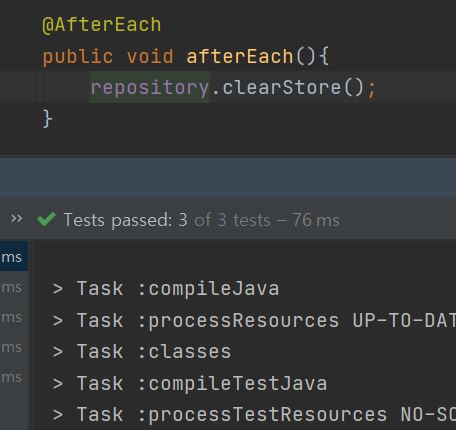 @AfterEach
public void afterEach(){
repository.clearStore();
}
» Tests passed: 3 of 3 tests – 76 ms
ms
ms > Task :compileJava
ms > Task :processResources UP-TO-DAT
ms > Task :classes
ms > Task :compileTestJava
> Task :processTestResources NO-SO